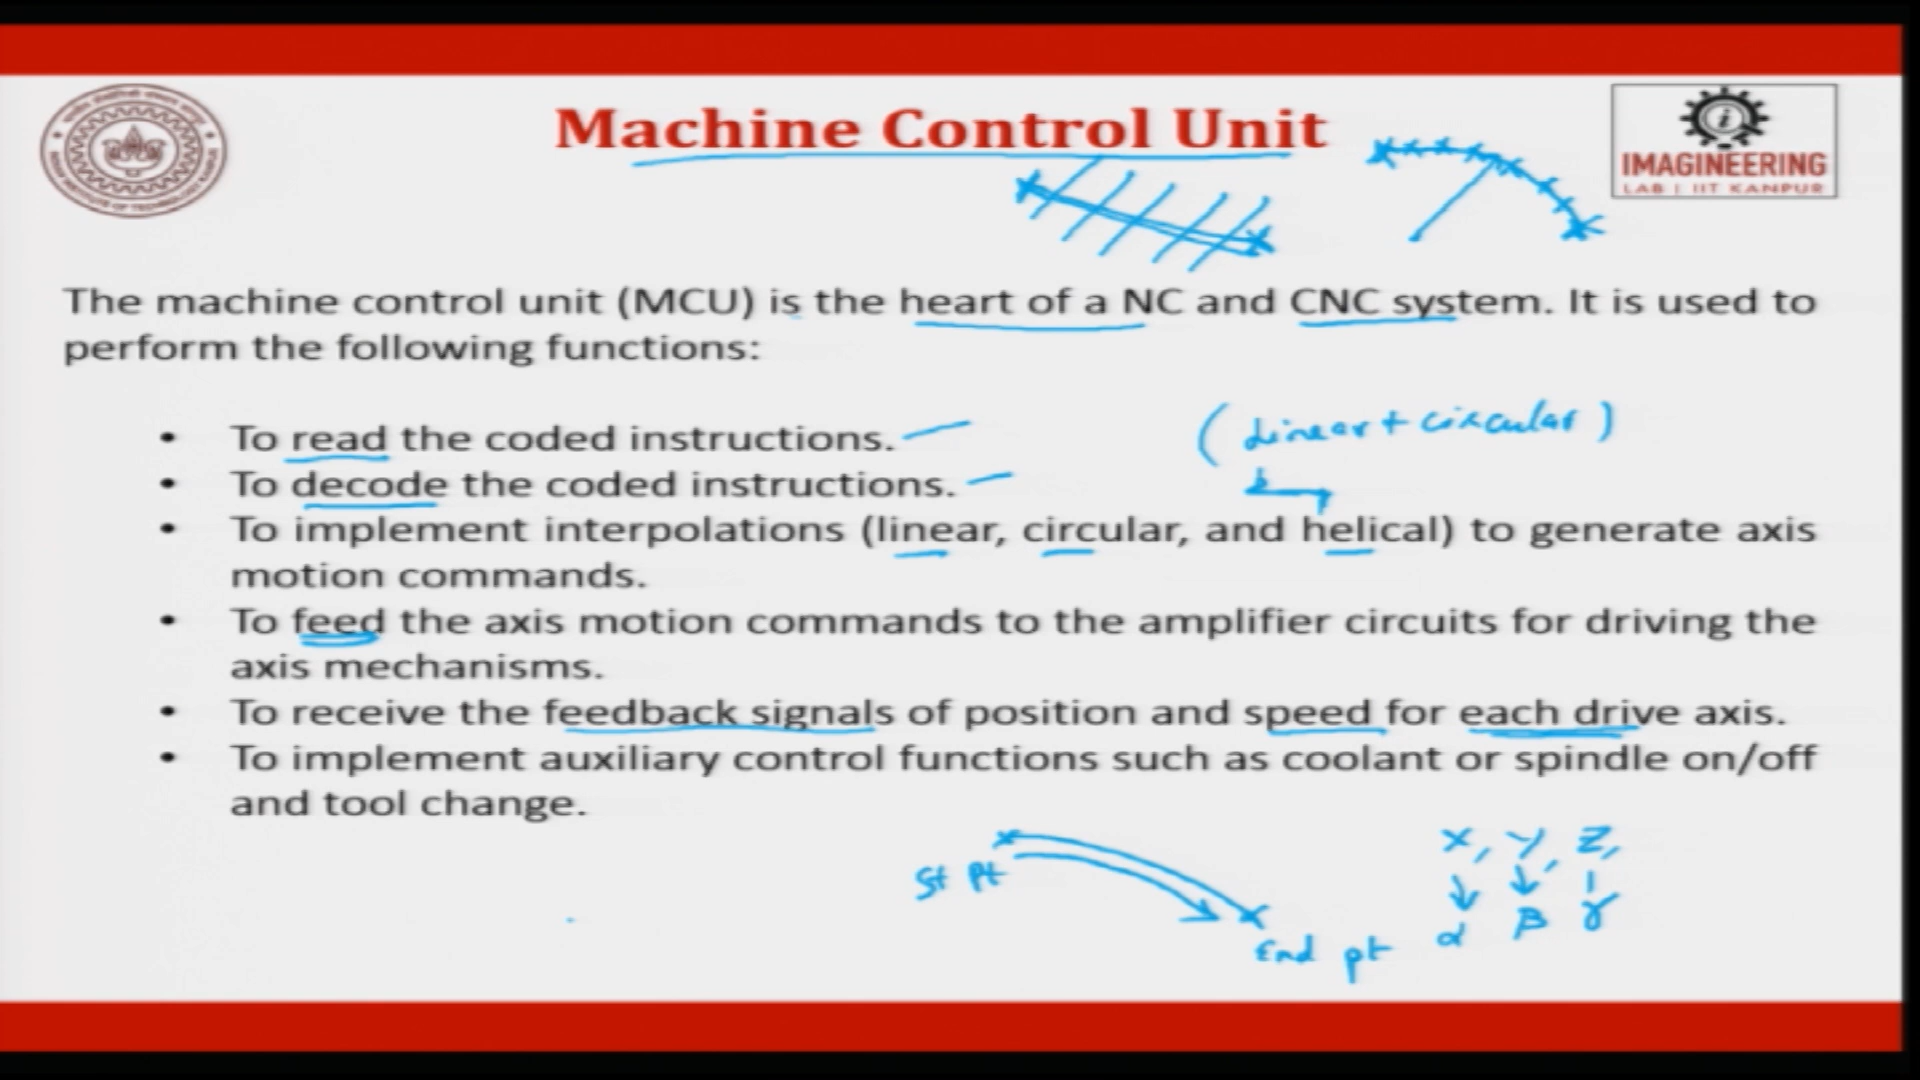 Machine Control Unit
IMAGINEERING
LAB | IIT KANPUR
The machine control unit (MCU) is the heart of a NC and CNC system. It is used to
perform the following functions:
• To read the coded instructions.
(Linear + circular)
• To decode the coded instructions.
• To implement interpolations (linear, circular, and helical) to generate axis
motion commands.
• To feed the axis motion commands to the amplifier circuits for driving the
axis mechanisms.
• To receive the feedback signals of position and speed for each drive axis.
• To implement auxiliary control functions such as coolant or spindle on/off
and tool change.
X, Y, Z,
St pt
α β γ
End pt